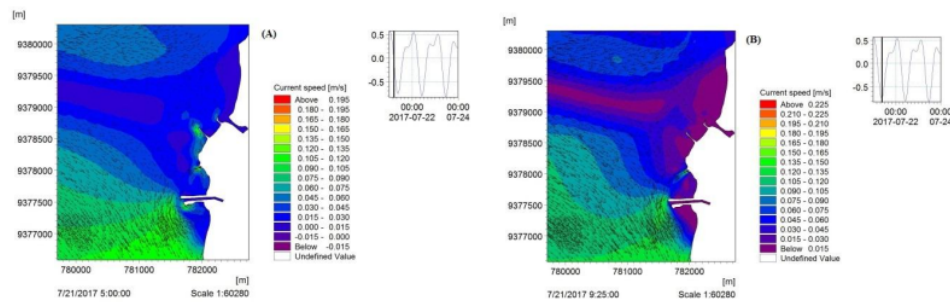 [m]
(A)
9380000
9379500
9379000
9378500
9378000
9377500
9377000
780000 781000 782000
[m]
7/21/2017 5:00:00 Scale 1:60280
0.5
0.0
-0.5
00:00 00:00
2017-07-22 07-24
Current speed [m/s]
Above 0.195
0.180 - 0.195
0.165 - 0.180
0.150 - 0.165
0.135 - 0.150
0.120 - 0.135
0.105 - 0.120
0.090 - 0.105
0.075 - 0.090
0.060 - 0.075
0.045 - 0.060
0.030 - 0.045
0.015 - 0.030
0.000 - 0.015
-0.015 - 0.000
Below -0.015
Undefined Value
[m]
(B)
9380000
9379500
9379000
9378500
9378000
9377500
9377000
780000 781000 782000
[m]
7/21/2017 9:25:00 Scale 1:60280
0.5
0.0
-0.5
00:00 00:00
2017-07-22 07-24
Current speed [m/s]
Above 0.225
0.210 - 0.225
0.195 - 0.210
0.180 - 0.195
0.165 - 0.180
0.150 - 0.165
0.135 - 0.150
0.120 - 0.135
0.105 - 0.120
0.090 - 0.105
0.075 - 0.090
0.060 - 0.075
0.045 - 0.060
0.030 - 0.045
0.015 - 0.030
Below 0.015
Undefined Value